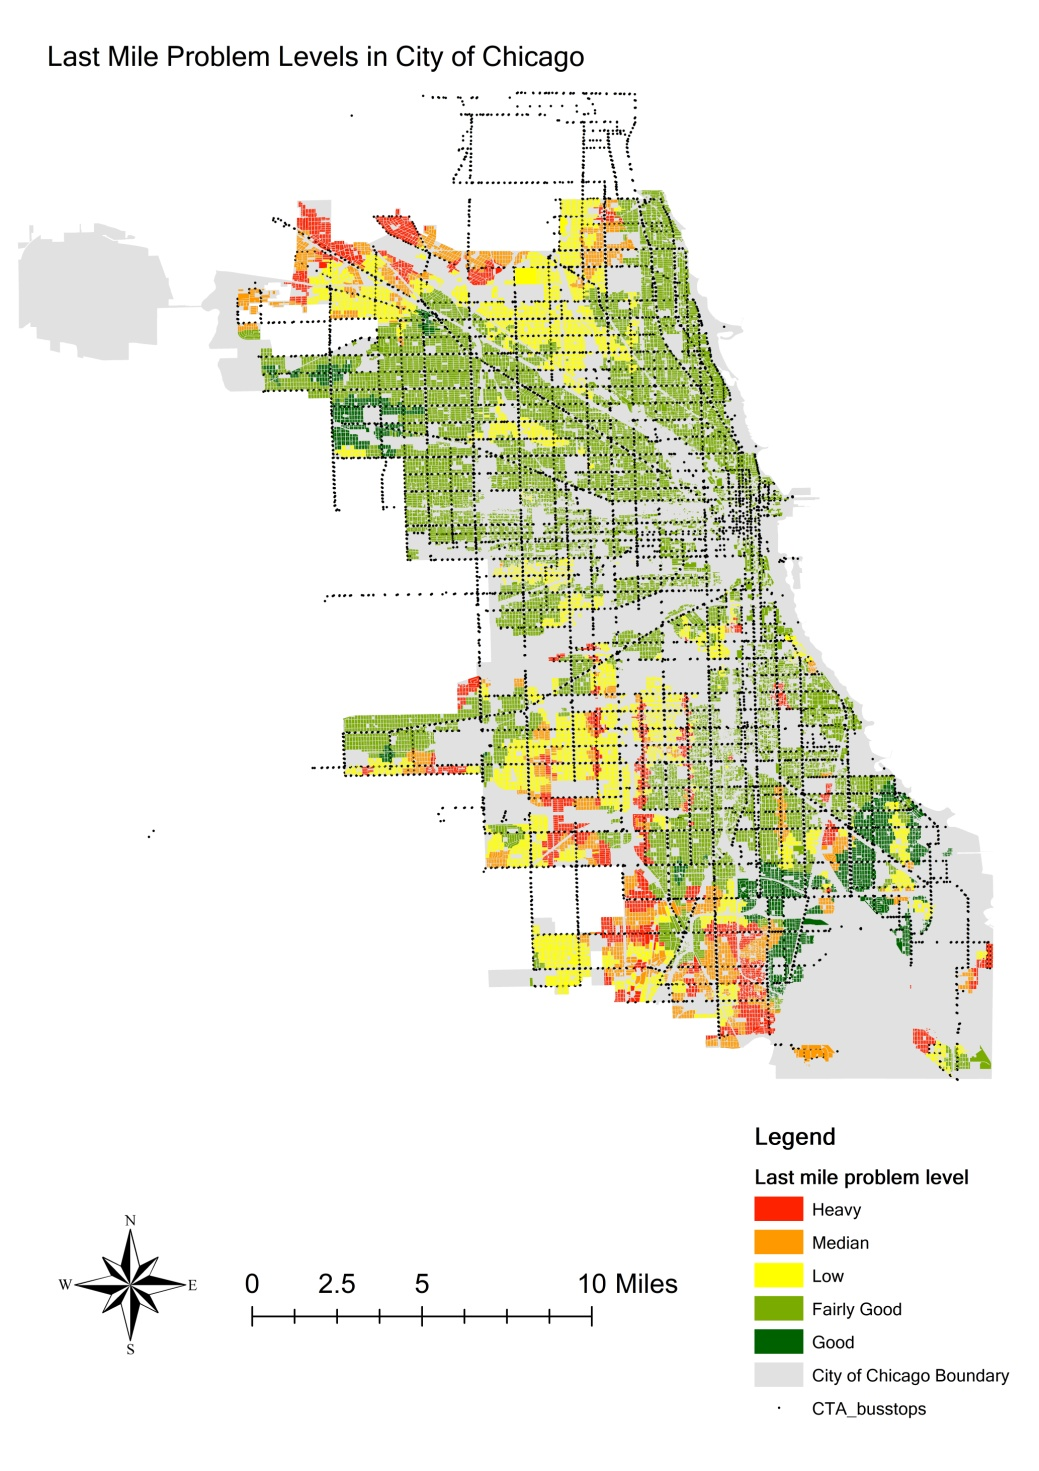 Last Mile Problem Levels in City of Chicago
Legend
Last mile problem level
Heavy
Median
Low
Fairly Good
Good
City of Chicago Boundary
CTA_busstops
N
W E
S
0 2.5 5 10 Miles